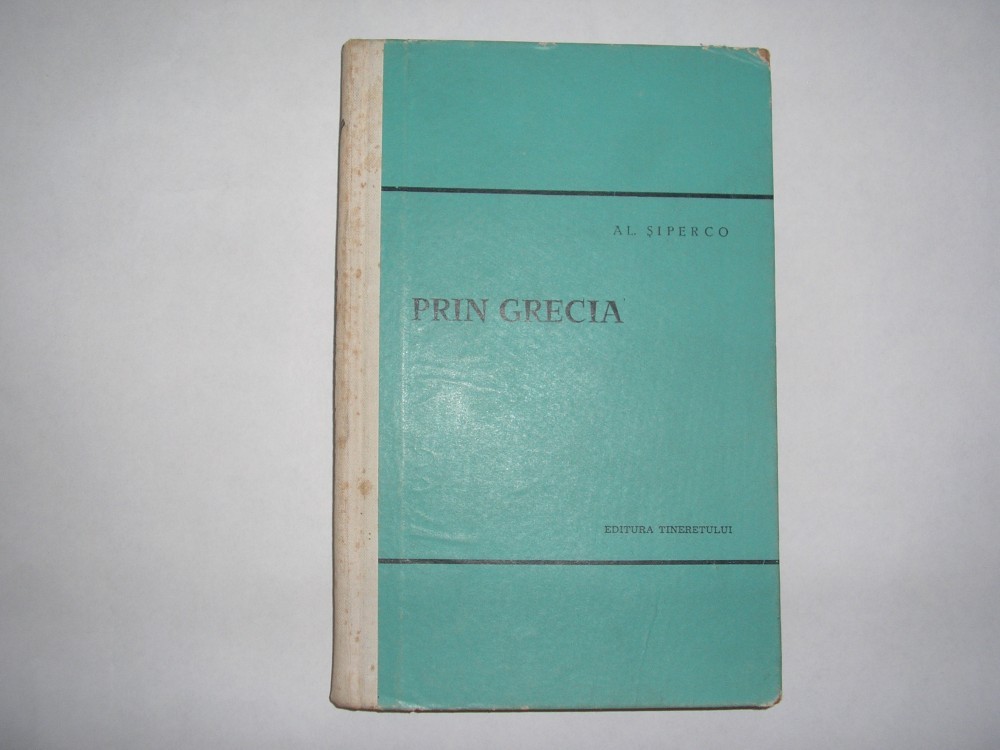 AL. ŞIPERCO
PRIN GRECIA
EDITURA TINERETULUI